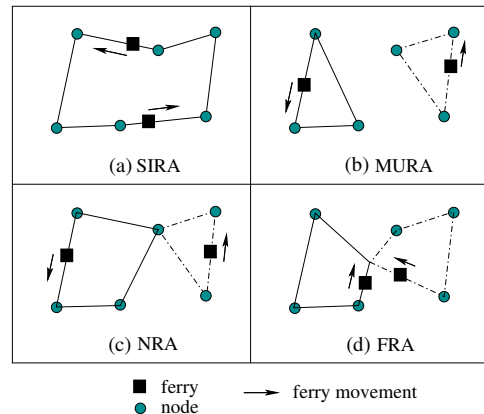 (a) SIRA
(b) MURA
(c) NRA
(d) FRA
ferry
ferry movement
node